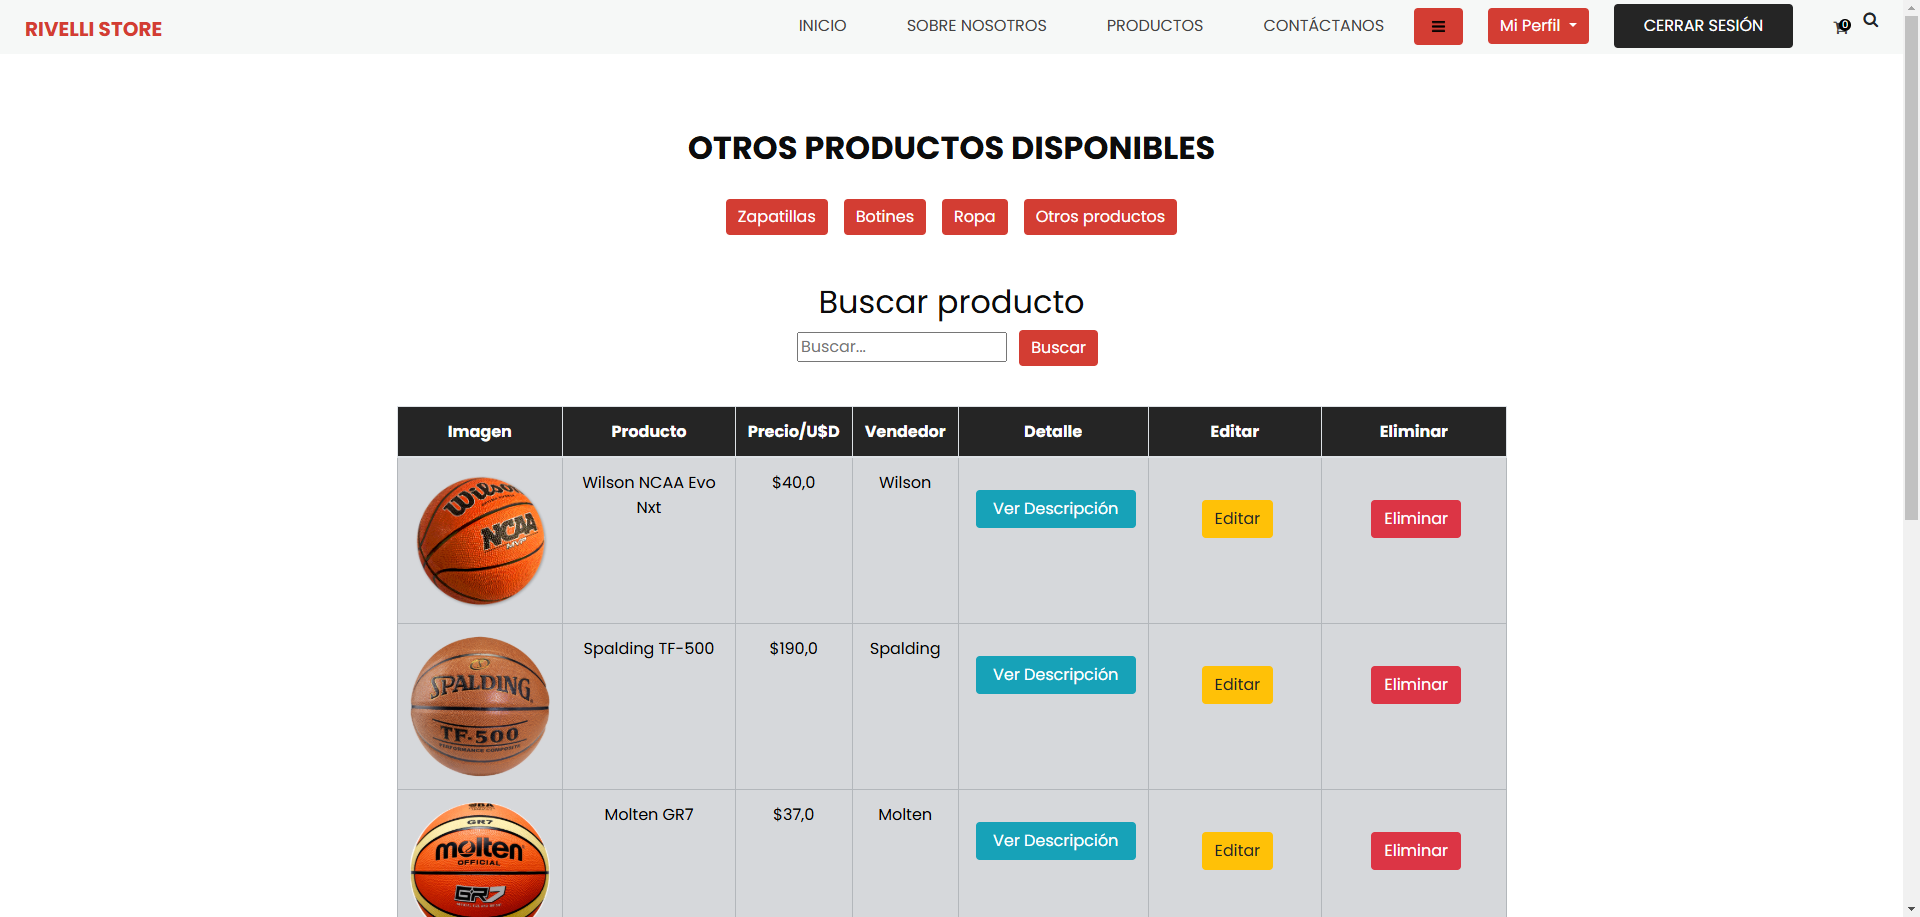 RIVELLI STORE
INICIO
SOBRE NOSOTROS
PRODUCTOS
CONTÁCTANOS
Mi Perfil
CERRAR SESIÓN
0
OTROS PRODUCTOS DISPONIBLES
Zapatillas
Botines
Ropa
Otros productos
Buscar producto
Buscar...
Buscar
Imagen
Producto
Precio/U$D
Vendedor
Detalle
Editar
Eliminar
Wilson
NCAA
Wilson NCAA Evo
Nxt
$40,0
Wilson
Ver Descripción
Editar
Eliminar
SPALDING
TF-500
PERFORMANCE COMPOSITE
Spalding TF-500
$190,0
Spalding
Ver Descripción
Editar
Eliminar
GR7
molten
OFFICIAL
GR7
Molten GR7
$37,0
Molten
Ver Descripción
Editar
Eliminar